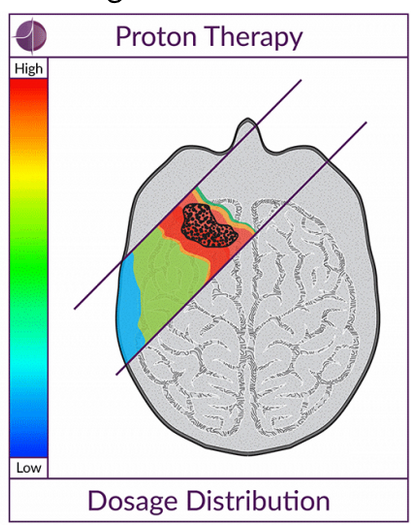 Proton Therapy
High
Low
Dosage Distribution